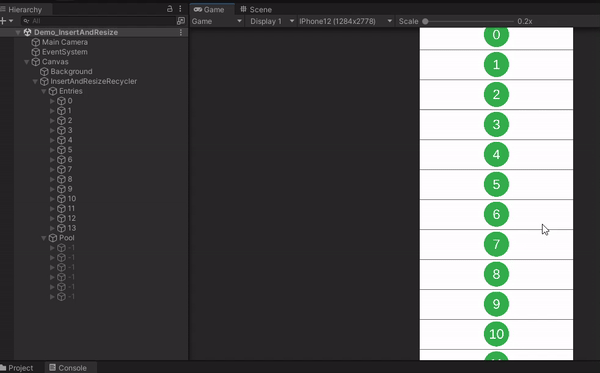 Hierarchy
All
Demo_InsertAndResize
Main Camera
EventSystem
Canvas
Background
InsertAndResizeRecycler
Entries
0
1
2
3
4
5
6
7
8
9
10
11
12
13
Pool
-1
-1
-1
-1
-1
-1
Game Scene
Game Display 1 IPhone12 (1284x2778) Scale 0.2x
0
1
2
3
4
5
6
7
8
9
10
Project Console